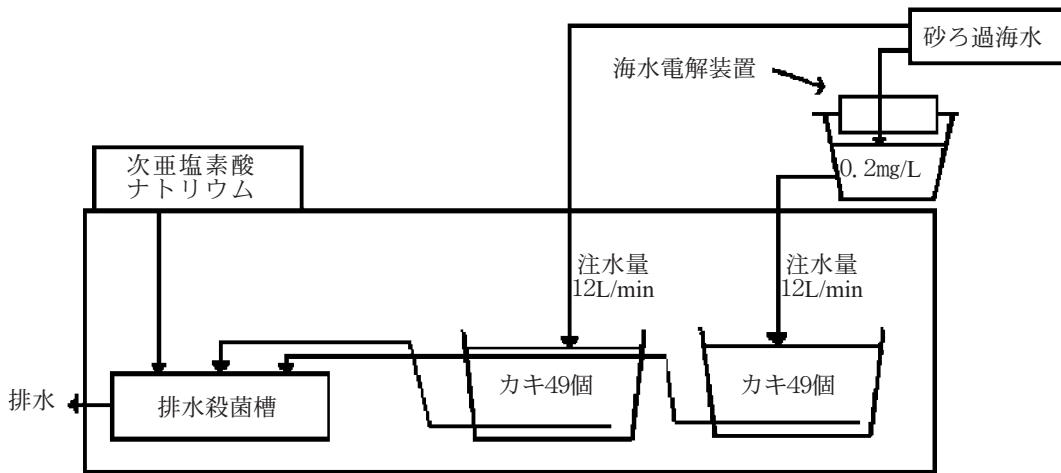 砂ろ過海水
海水電解装置
0.2mg/L
次亜塩素酸
ナトリウム
注水量
12L/min
注水量
12L/min
カキ49個
カキ49個
排水
排水殺菌槽